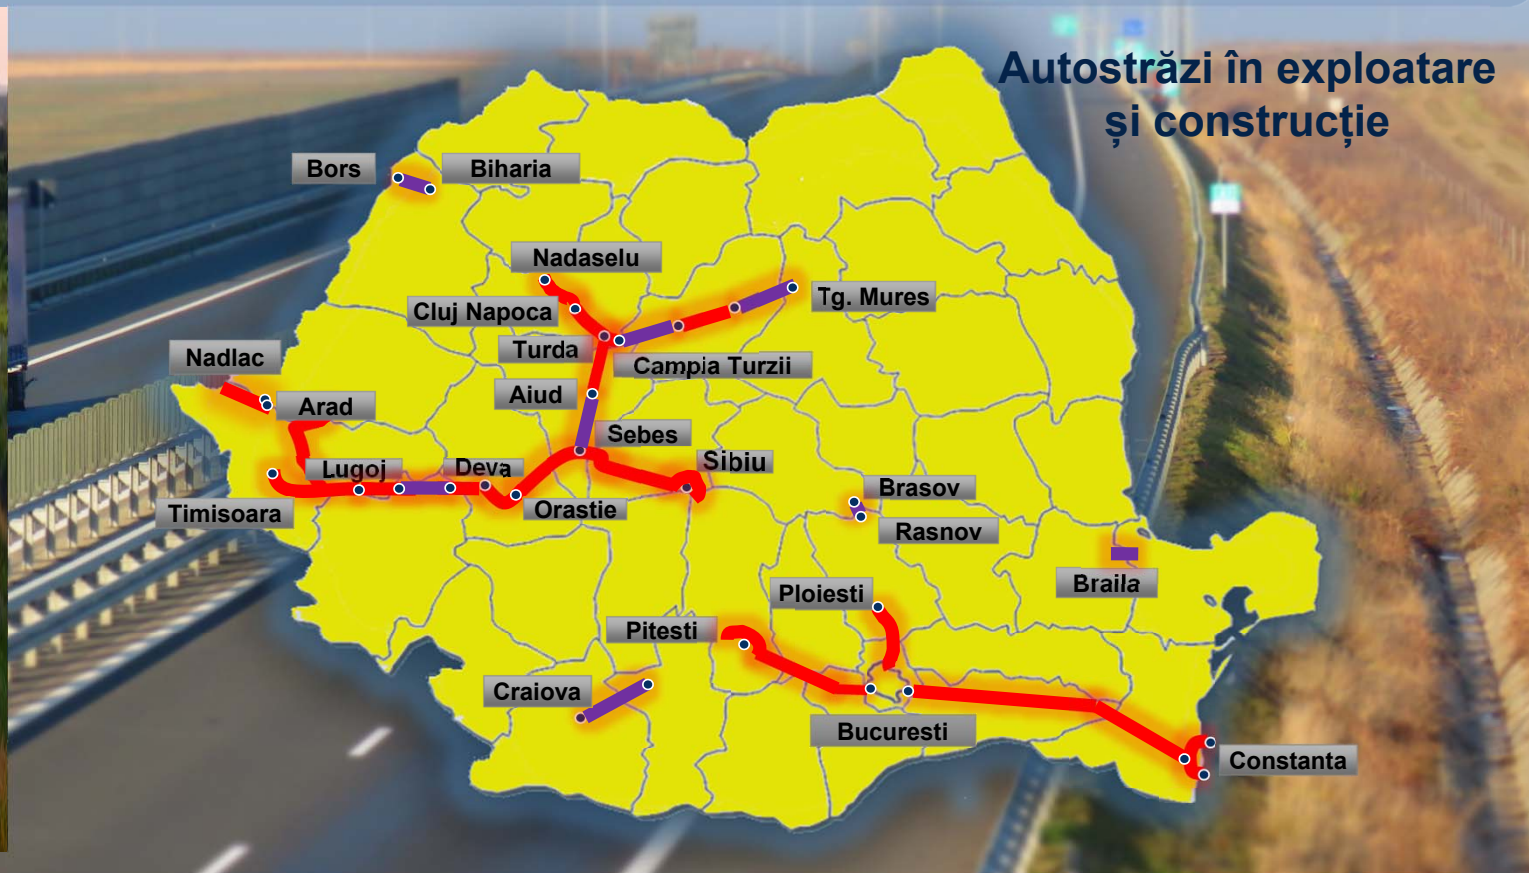 Autostrăzi în exploatare
și construcție
Bors
Biharia
Nadaselu
Cluj Napoca
Tg. Mures
Turda
Campia Turzii
Nadlac
Aiud
Arad
Sebes
Lugoj
Deva
Sibiu
Timisoara
Orastie
Brasov
Rasnov
Braila
Ploiesti
Pitesti
Craiova
Bucuresti
Constanta